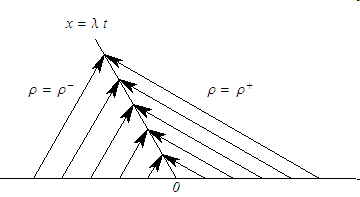 x = λ t
ρ = ρ⁻
ρ = ρ⁺
0